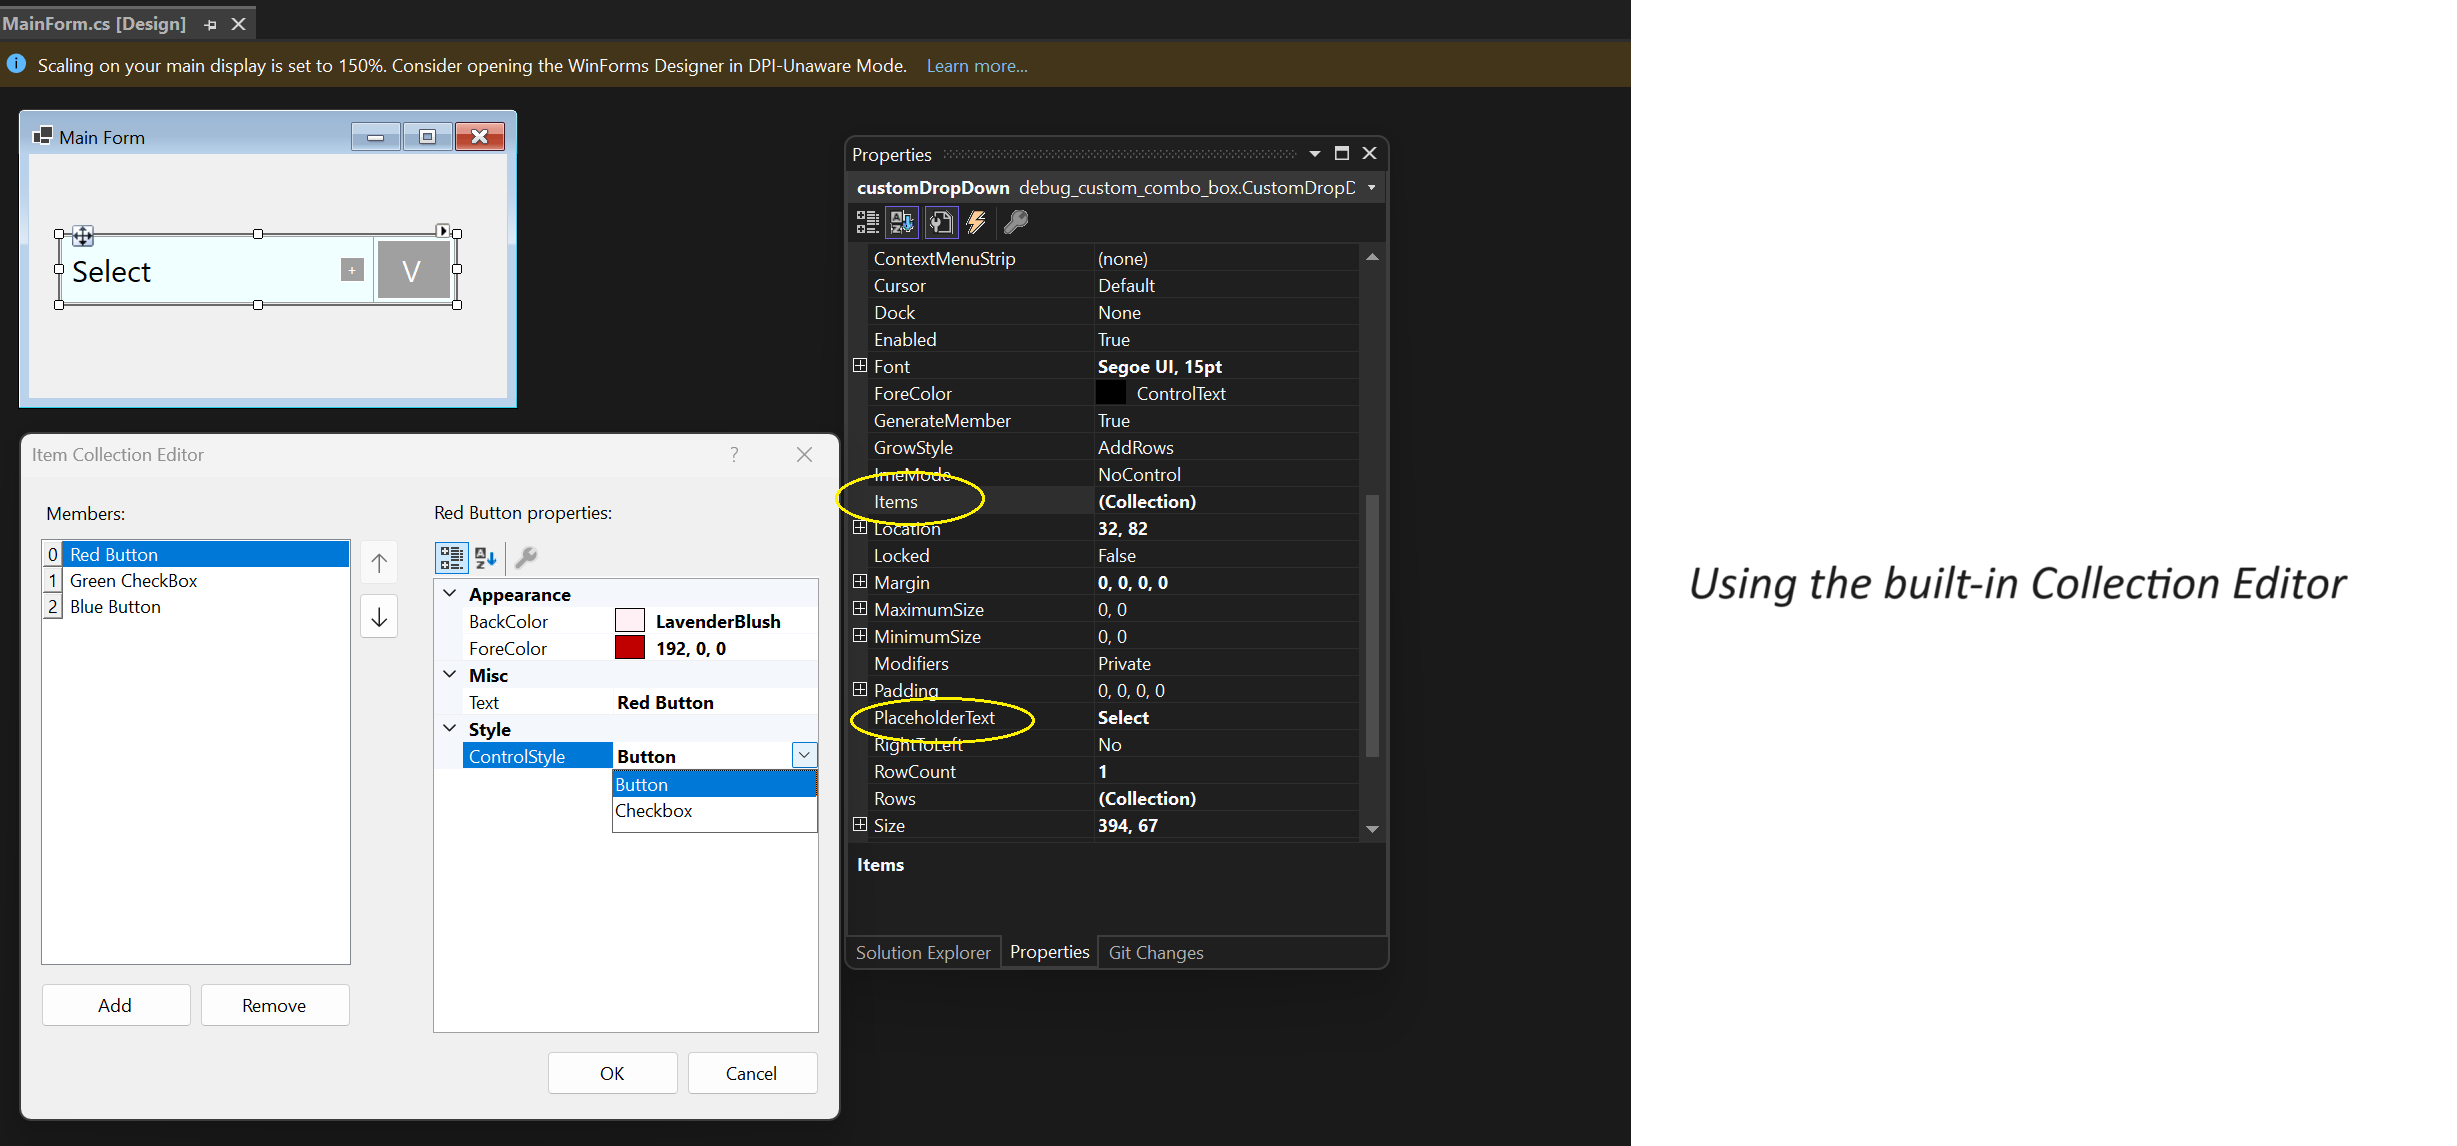 MainForm.cs [Design]
Scaling on your main display is set to 150%. Consider opening the WinForms Designer in DPI-Unaware Mode. Learn more...
Main Form
Select + V
Item Collection Editor ?
Members:
0 Red Button
1 Green CheckBox
2 Blue Button
Add Remove
Red Button properties:
Appearance
BackColor LavenderBlush
ForeColor 192, 0, 0
Misc
Text Red Button
Style
ControlStyle Button
Button
Checkbox
OK Cancel
Properties
customDropDown debug_custom_combo_box.CustomDropD
ContextMenuStrip (none)
Cursor Default
Dock None
Enabled True
Font Segoe UI, 15pt
ForeColor ControlText
GenerateMember True
GrowStyle AddRows
ImeMode NoControl
Items (Collection)
Location 32, 82
Locked False
Margin 0, 0, 0, 0
MaximumSize 0, 0
MinimumSize 0, 0
Modifiers Private
Padding 0, 0, 0, 0
PlaceholderText Select
RightToLeft No
RowCount 1
Rows (Collection)
Size 394, 67
Items
Solution Explorer Properties Git Changes
Using the built-in Collection Editor